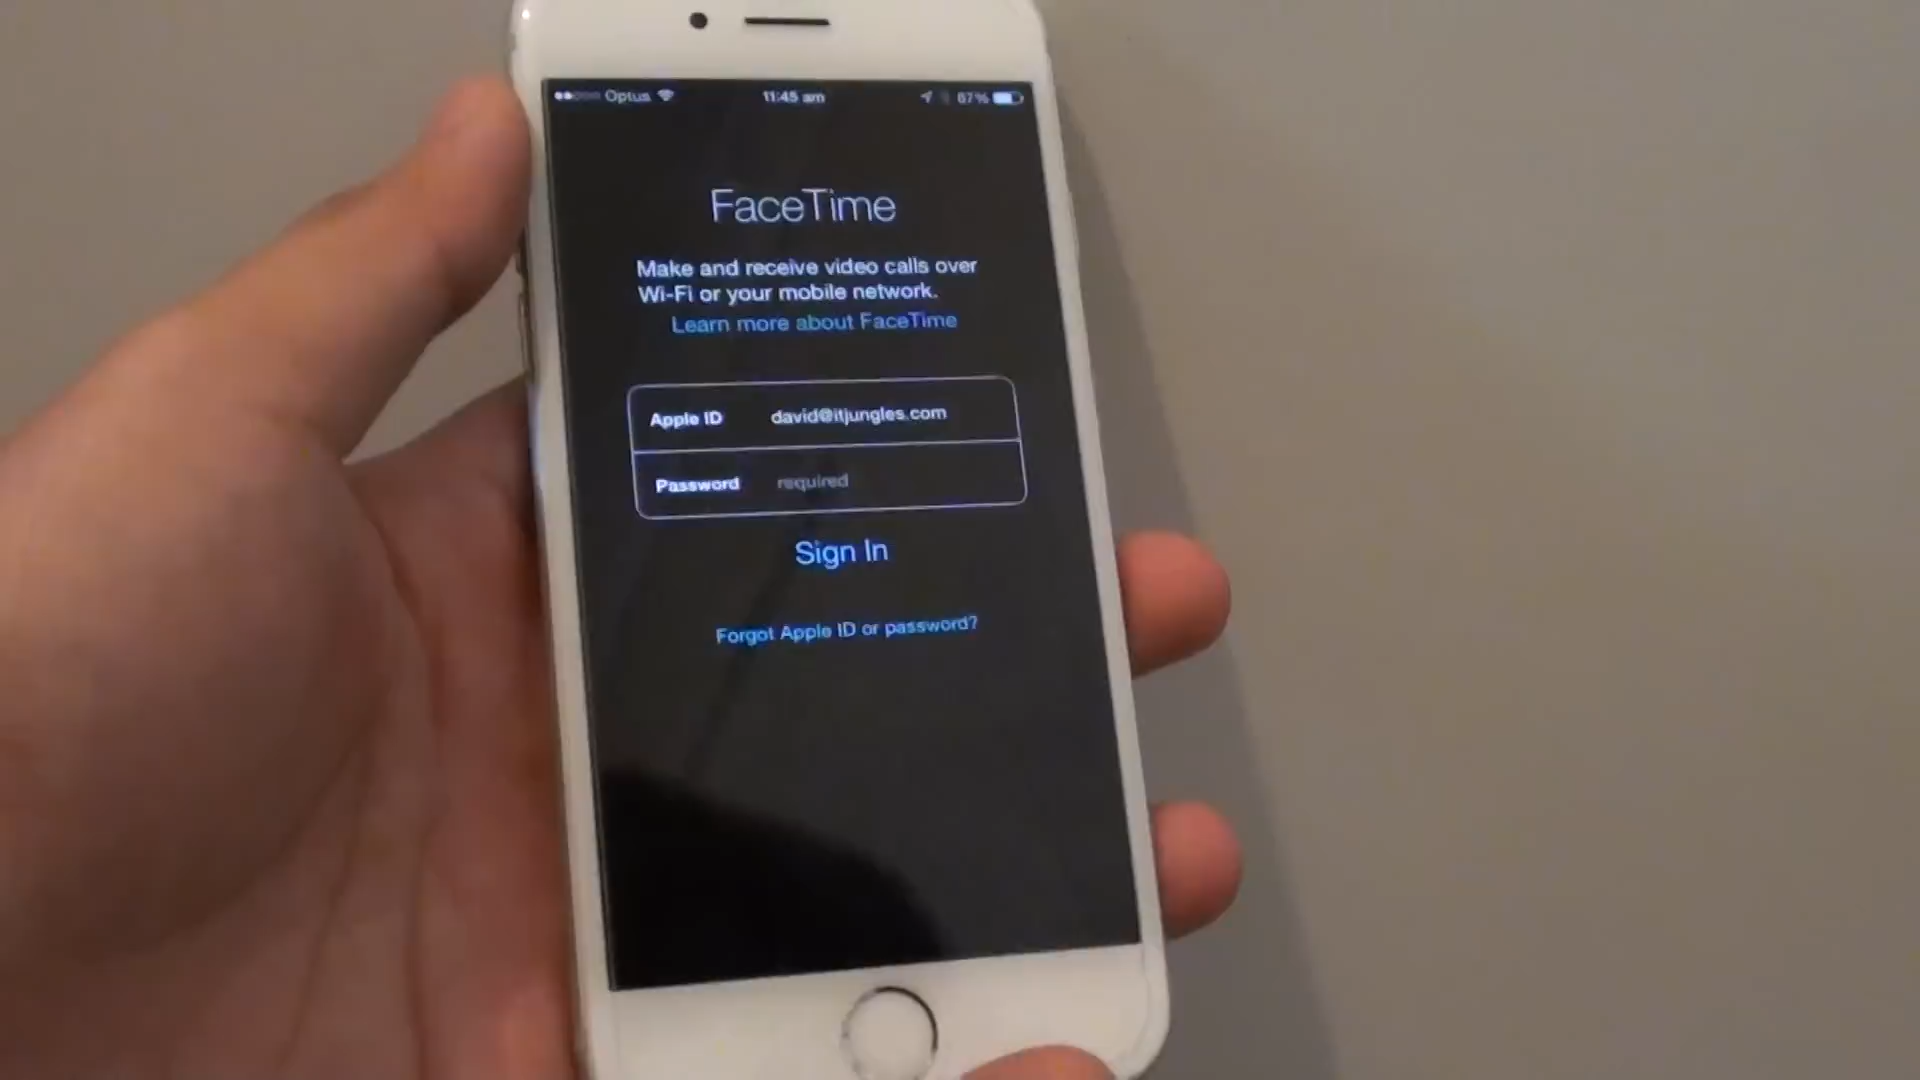 Optus 11:45 am 67%
FaceTime
Make and receive video calls over
Wi-Fi or your mobile network.
Learn more about FaceTime
Apple ID david@itjungles.com
Password required
Sign In
Forgot Apple ID or password?